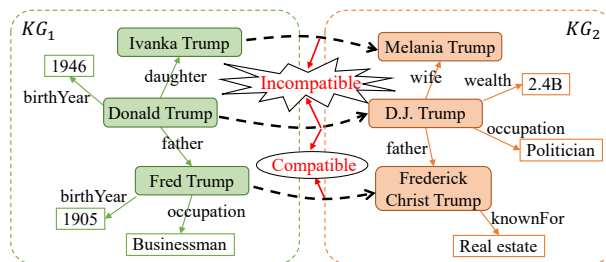 KG₁
KG₂
Ivanka Trump
Melania Trump
1946
daughter
Incompatible
wife
wealth
2.4B
birthYear
Donald Trump
D.J. Trump
occupation
father
Compatible
father
Politician
birthYear
Fred Trump
Frederick
Christ Trump
1905
occupation
knownFor
Businessman
Real estate